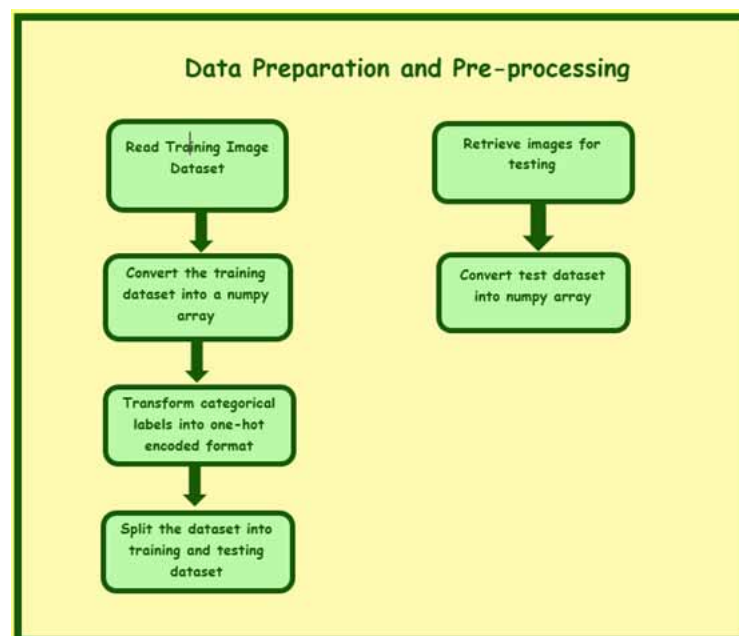 Data Preparation and Pre-processing
Read Training Image
Dataset
Convert the training
dataset into a numpy
array
Transform categorical
labels into one-hot
encoded format
Split the dataset into
training and testing
dataset
Retrieve images for
testing
Convert test dataset
into numpy array